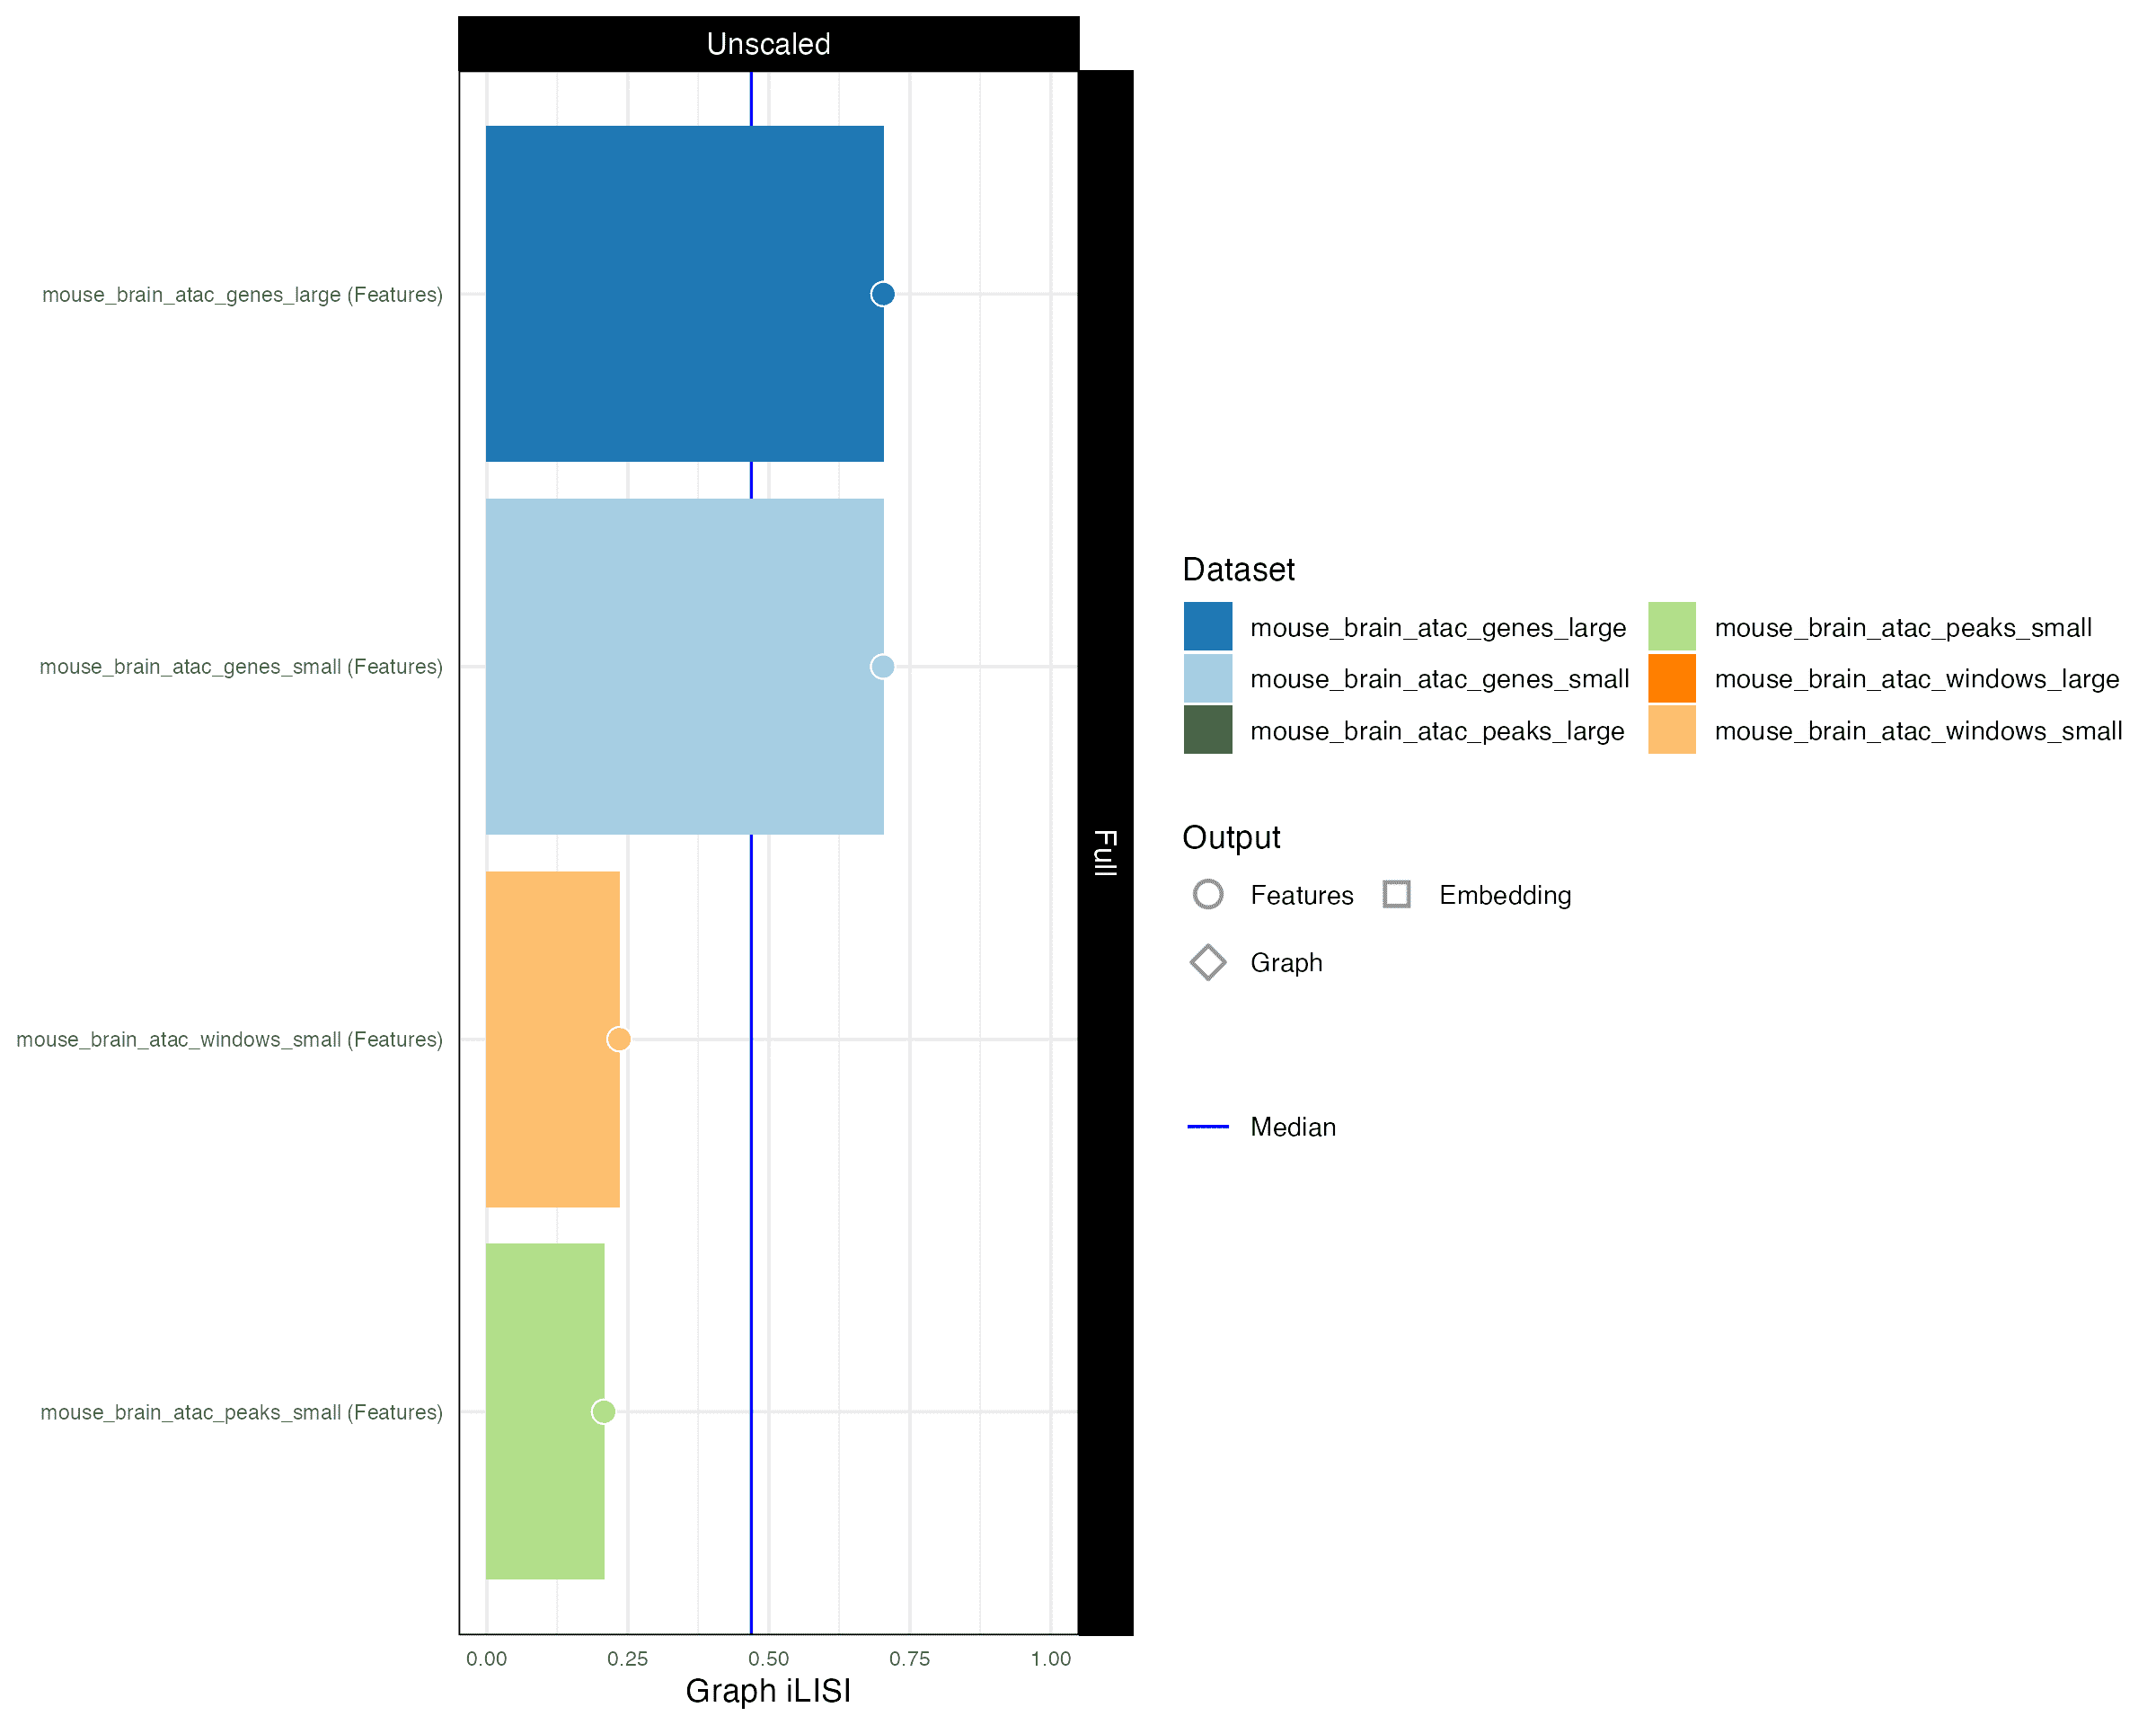 Unscaled
mouse_brain_atac_genes_large (Features)
mouse_brain_atac_genes_small (Features)
mouse_brain_atac_windows_small (Features)
mouse_brain_atac_peaks_small (Features)
0.00 0.25 0.50 0.75 1.00
Graph iLISI
Full
Dataset
mouse_brain_atac_genes_large mouse_brain_atac_peaks_small
mouse_brain_atac_genes_small mouse_brain_atac_windows_large
mouse_brain_atac_peaks_large mouse_brain_atac_windows_small
Output
Features Embedding
Graph
Median